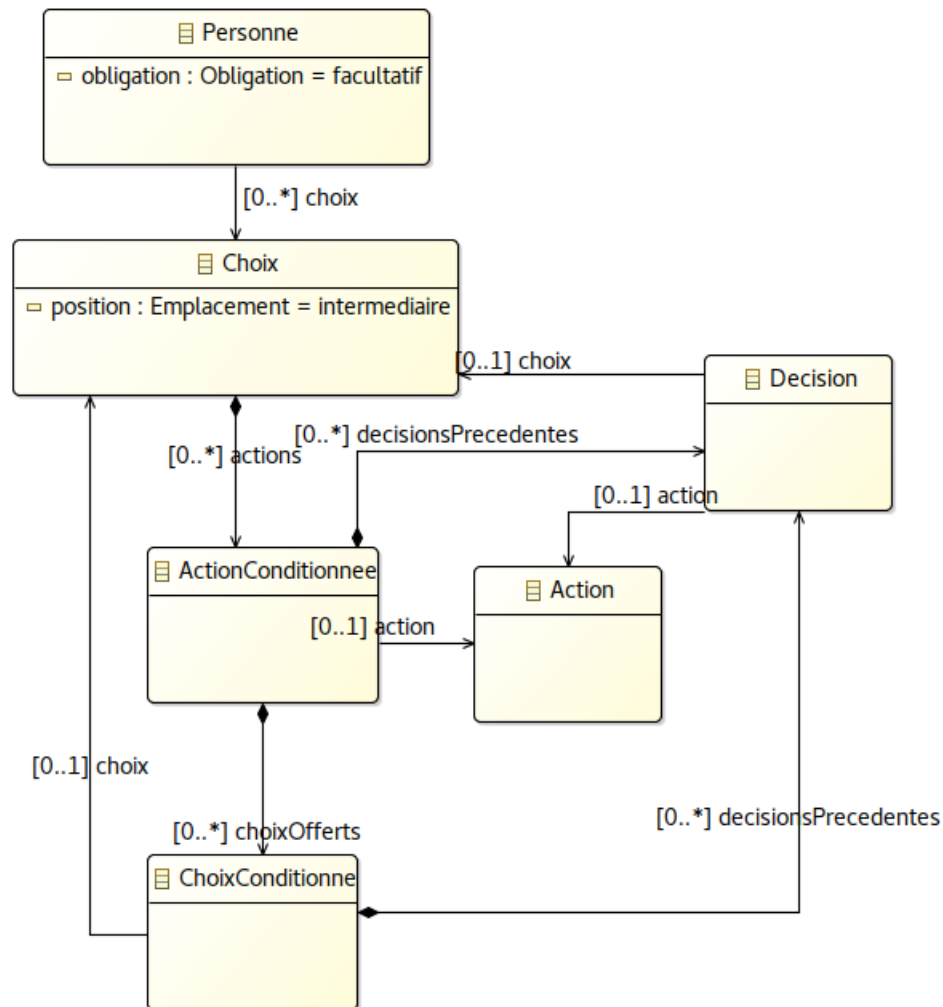 Personne
obligation : Obligation = facultatif
[0..*] choix
Choix
position : Emplacement = intermediaire
[0..1] choix
Decision
[0..*] decisionsPrecedentes
[0..*] actions
[0..1] action
ActionConditionnee
Action
[0..1] action
[0..1] choix
[0..*] choixOfferts
[0..*] decisionsPrecedentes
ChoixConditionne